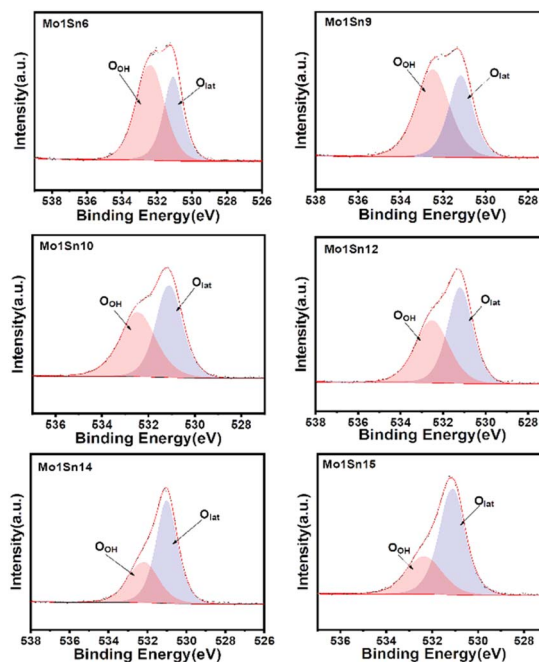 Mo1Sn6
Intensity(a.u.)
O_OH
O_lat
538 536 534 532 530 528 526
Binding Energy(eV)
Mo1Sn9
Intensity(a.u.)
O_OH
O_lat
538 536 534 532 530 528
Binding Energy(eV)
Mo1Sn10
Intensity(a.u.)
O_OH
O_lat
536 534 532 530 528
Binding Energy(eV)
Mo1Sn12
Intensity(a.u.)
O_OH
O_lat
538 536 534 532 530 528
Binding Energy(eV)
Mo1Sn14
Intensity(a.u.)
O_OH
O_lat
538 536 534 532 530 528 526
Binding Energy(eV)
Mo1Sn15
Intensity(a.u.)
O_OH
O_lat
536 534 532 530 528
Binding Energy(eV)